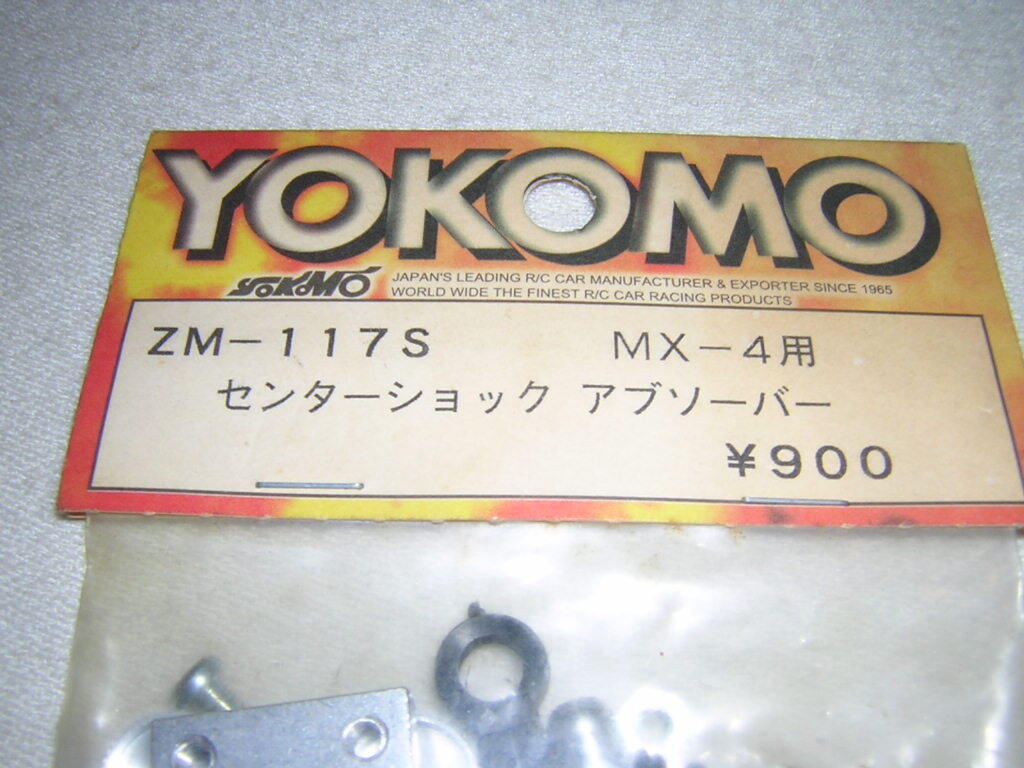 YOKOMO
YOKOMO
JAPAN'S LEADING R/C CAR MANUFACTURER & EXPORTER SINCE 1965
WORLD WIDE THE FINEST R/C CAR RACING PRODUCTS
ZM-117S MX-4用
センターショック アブソーバー
¥900